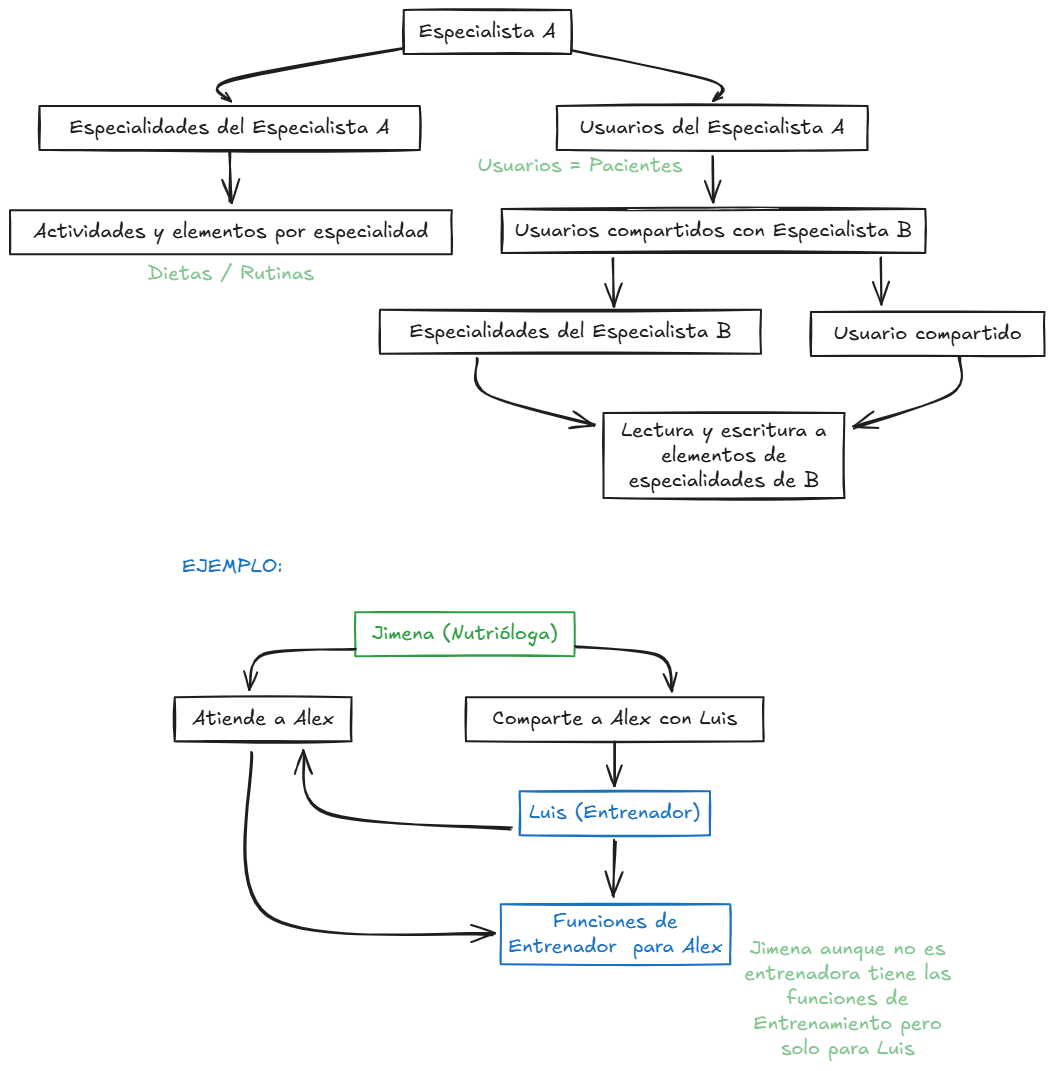 Especialista A
Especialidades del Especialista A
Usuarios del Especialista A
Usuarios = Pacientes
Actividades y elementos por especialidad
Usuarios compartidos con Especialista B
Dietas / Rutinas
Especialidades del Especialista B
Usuario compartido
Lectura y escritura a
elementos de
especialidades de B
EJEMPLO:
Jimena (Nutrióloga)
Atiende a Alex
Comparte a Alex con Luis
Luis (Entrenador)
Funciones de
Entrenador para Alex
Jimena aunque no es
entrenadora tiene las
funciones de
Entrenamiento pero
solo para Luis